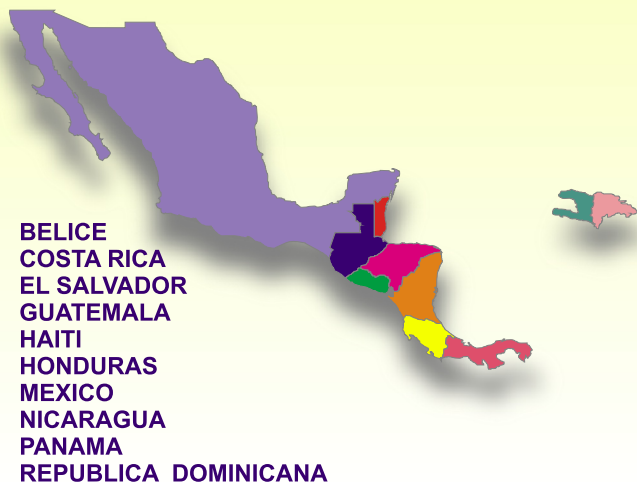 BELICE
COSTA RICA
EL SALVADOR
GUATEMALA
HAITI
HONDURAS
MEXICO
NICARAGUA
PANAMA
REPUBLICA  DOMINICANA